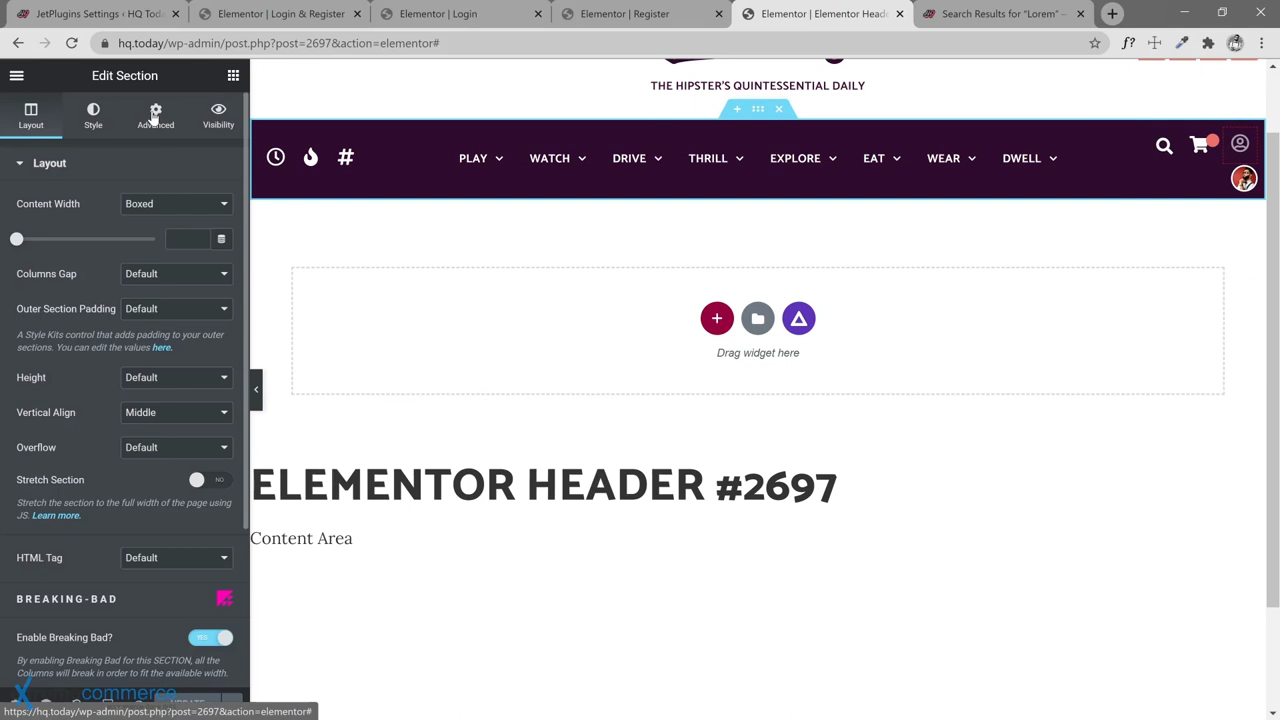 JetPlugins Settings ‹ HQ Toda
Elementor | Login & Register
Elementor | Login
Elementor | Register
Elementor | Elementor Heade
Search Results for "Lorem" –
hq.today/wp-admin/post.php?post=2697&action=elementor#
Edit Section
Layout
Style
Advanced
Visibility
Layout
Content Width
Boxed
Columns Gap
Default
Outer Section Padding
Default
A Style Kits control that adds padding to your outer
sections. You can edit the values here.
Height
Default
Vertical Align
Middle
Overflow
Default
Stretch Section
NO
Stretch the section to the full width of the page using
JS. Learn more.
HTML Tag
Default
BREAKING-BAD
Enable Breaking Bad?
YES
By enabling Breaking Bad for this SECTION, all the
Columns will break in order to fit the available width.
commerce
https://hq.today/wp-admin/post.php?post=2697&action=elementor#
THE HIPSTER'S QUINTESSENTIAL DAILY
PLAY
WATCH
DRIVE
THRILL
EXPLORE
EAT
WEAR
DWELL
Drag widget here
ELEMENTOR HEADER #2697
Content Area